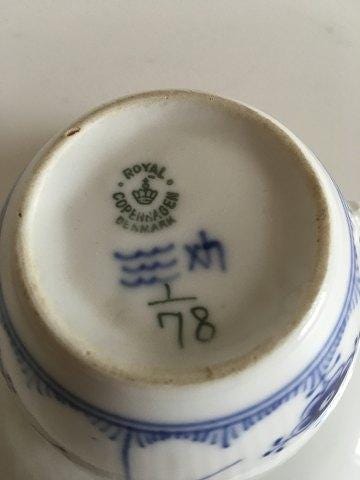 ROYAL
COPENHAGEN
DENMARK
1
78